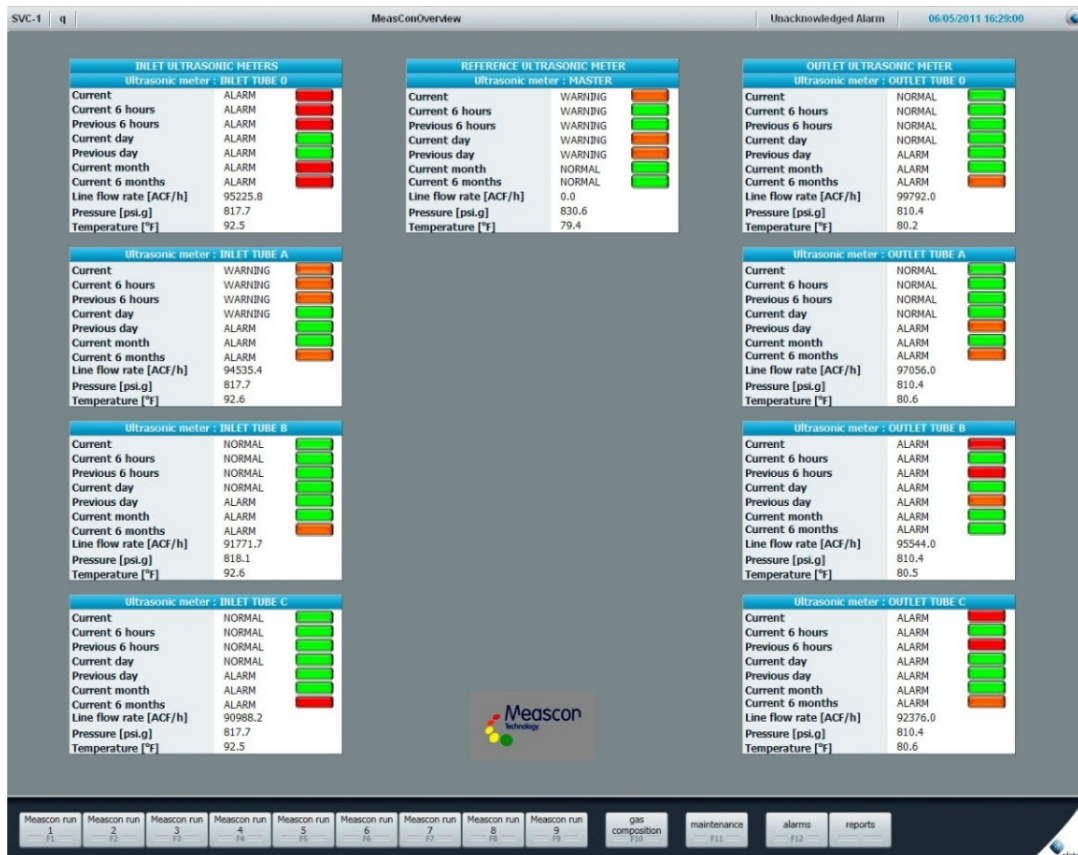 SVC-1 q MeasConOverview Unacknowledged Alarm 06/05/2011 16:29:00
INLET ULTRASONIC METERS
Ultrasonic meter : INLET TUBE 0
Current ALARM
Current 6 hours ALARM
Previous 6 hours ALARM
Current day ALARM
Previous day ALARM
Current month ALARM
Current 6 months ALARM
Line flow rate [ACF/h] 95225.8
Pressure [psi.g] 817.7
Temperature [°F] 92.5
Ultrasonic meter : INLET TUBE A
Current WARNING
Current 6 hours WARNING
Previous 6 hours WARNING
Current day WARNING
Previous day ALARM
Current month ALARM
Current 6 months ALARM
Line flow rate [ACF/h] 94535.4
Pressure [psi.g] 817.7
Temperature [°F] 92.6
Ultrasonic meter : INLET TUBE B
Current NORMAL
Current 6 hours NORMAL
Previous 6 hours NORMAL
Current day NORMAL
Previous day ALARM
Current month ALARM
Current 6 months ALARM
Line flow rate [ACF/h] 91771.7
Pressure [psi.g] 818.1
Temperature [°F] 92.6
Ultrasonic meter : INLET TUBE C
Current NORMAL
Current 6 hours NORMAL
Previous 6 hours NORMAL
Current day NORMAL
Previous day ALARM
Current month ALARM
Current 6 months ALARM
Line flow rate [ACF/h] 90988.2
Pressure [psi.g] 817.7
Temperature [°F] 92.5
REFERENCE ULTRASONIC METER
Ultrasonic meter : MASTER
Current WARNING
Current 6 hours WARNING
Previous 6 hours WARNING
Current day WARNING
Previous day WARNING
Current month NORMAL
Current 6 months NORMAL
Line flow rate [ACF/h] 0.0
Pressure [psi.g] 830.6
Temperature [°F] 79.4
Meascon
Technology
OUTLET ULTRASONIC METER
Ultrasonic meter : OUTLET TUBE 0
Current NORMAL
Current 6 hours NORMAL
Previous 6 hours NORMAL
Current day NORMAL
Previous day ALARM
Current month ALARM
Current 6 months ALARM
Line flow rate [ACF/h] 99792.0
Pressure [psi.g] 810.4
Temperature [°F] 80.2
Ultrasonic meter : OUTLET TUBE A
Current NORMAL
Current 6 hours NORMAL
Previous 6 hours NORMAL
Current day NORMAL
Previous day ALARM
Current month ALARM
Current 6 months ALARM
Line flow rate [ACF/h] 97056.0
Pressure [psi.g] 810.4
Temperature [°F] 80.6
Ultrasonic meter : OUTLET TUBE B
Current ALARM
Current 6 hours ALARM
Previous 6 hours ALARM
Current day ALARM
Previous day ALARM
Current month ALARM
Current 6 months ALARM
Line flow rate [ACF/h] 95544.0
Pressure [psi.g] 810.4
Temperature [°F] 80.5
Ultrasonic meter : OUTLET TUBE C
Current ALARM
Current 6 hours ALARM
Previous 6 hours ALARM
Current day ALARM
Previous day ALARM
Current month ALARM
Current 6 months ALARM
Line flow rate [ACF/h] 92376.0
Pressure [psi.g] 810.4
Temperature [°F] 80.6
Meascon run 1 F1
Meascon run 2 F2
Meascon run 3 F3
Meascon run 4 F4
Meascon run 5 F5
Meascon run 6 F6
Meascon run 7 F7
Meascon run 8 F8
Meascon run 9 F9
gas composition F10
maintenance F11
alarms F12
reports